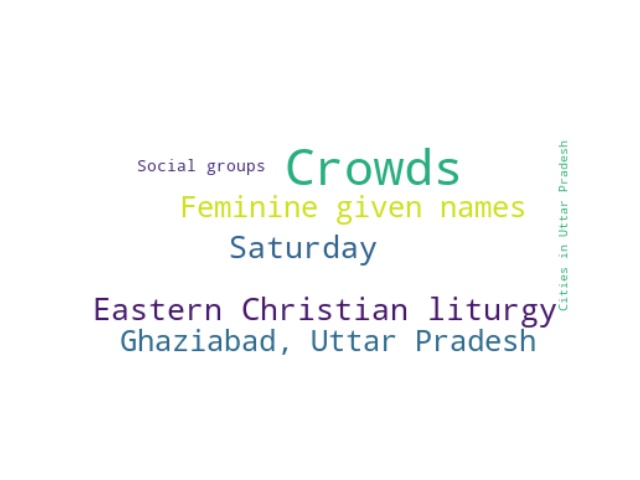 Social groups
Crowds
Feminine given names
Saturday
Eastern Christian liturgy
Ghaziabad, Uttar Pradesh
Cities in Uttar Pradesh